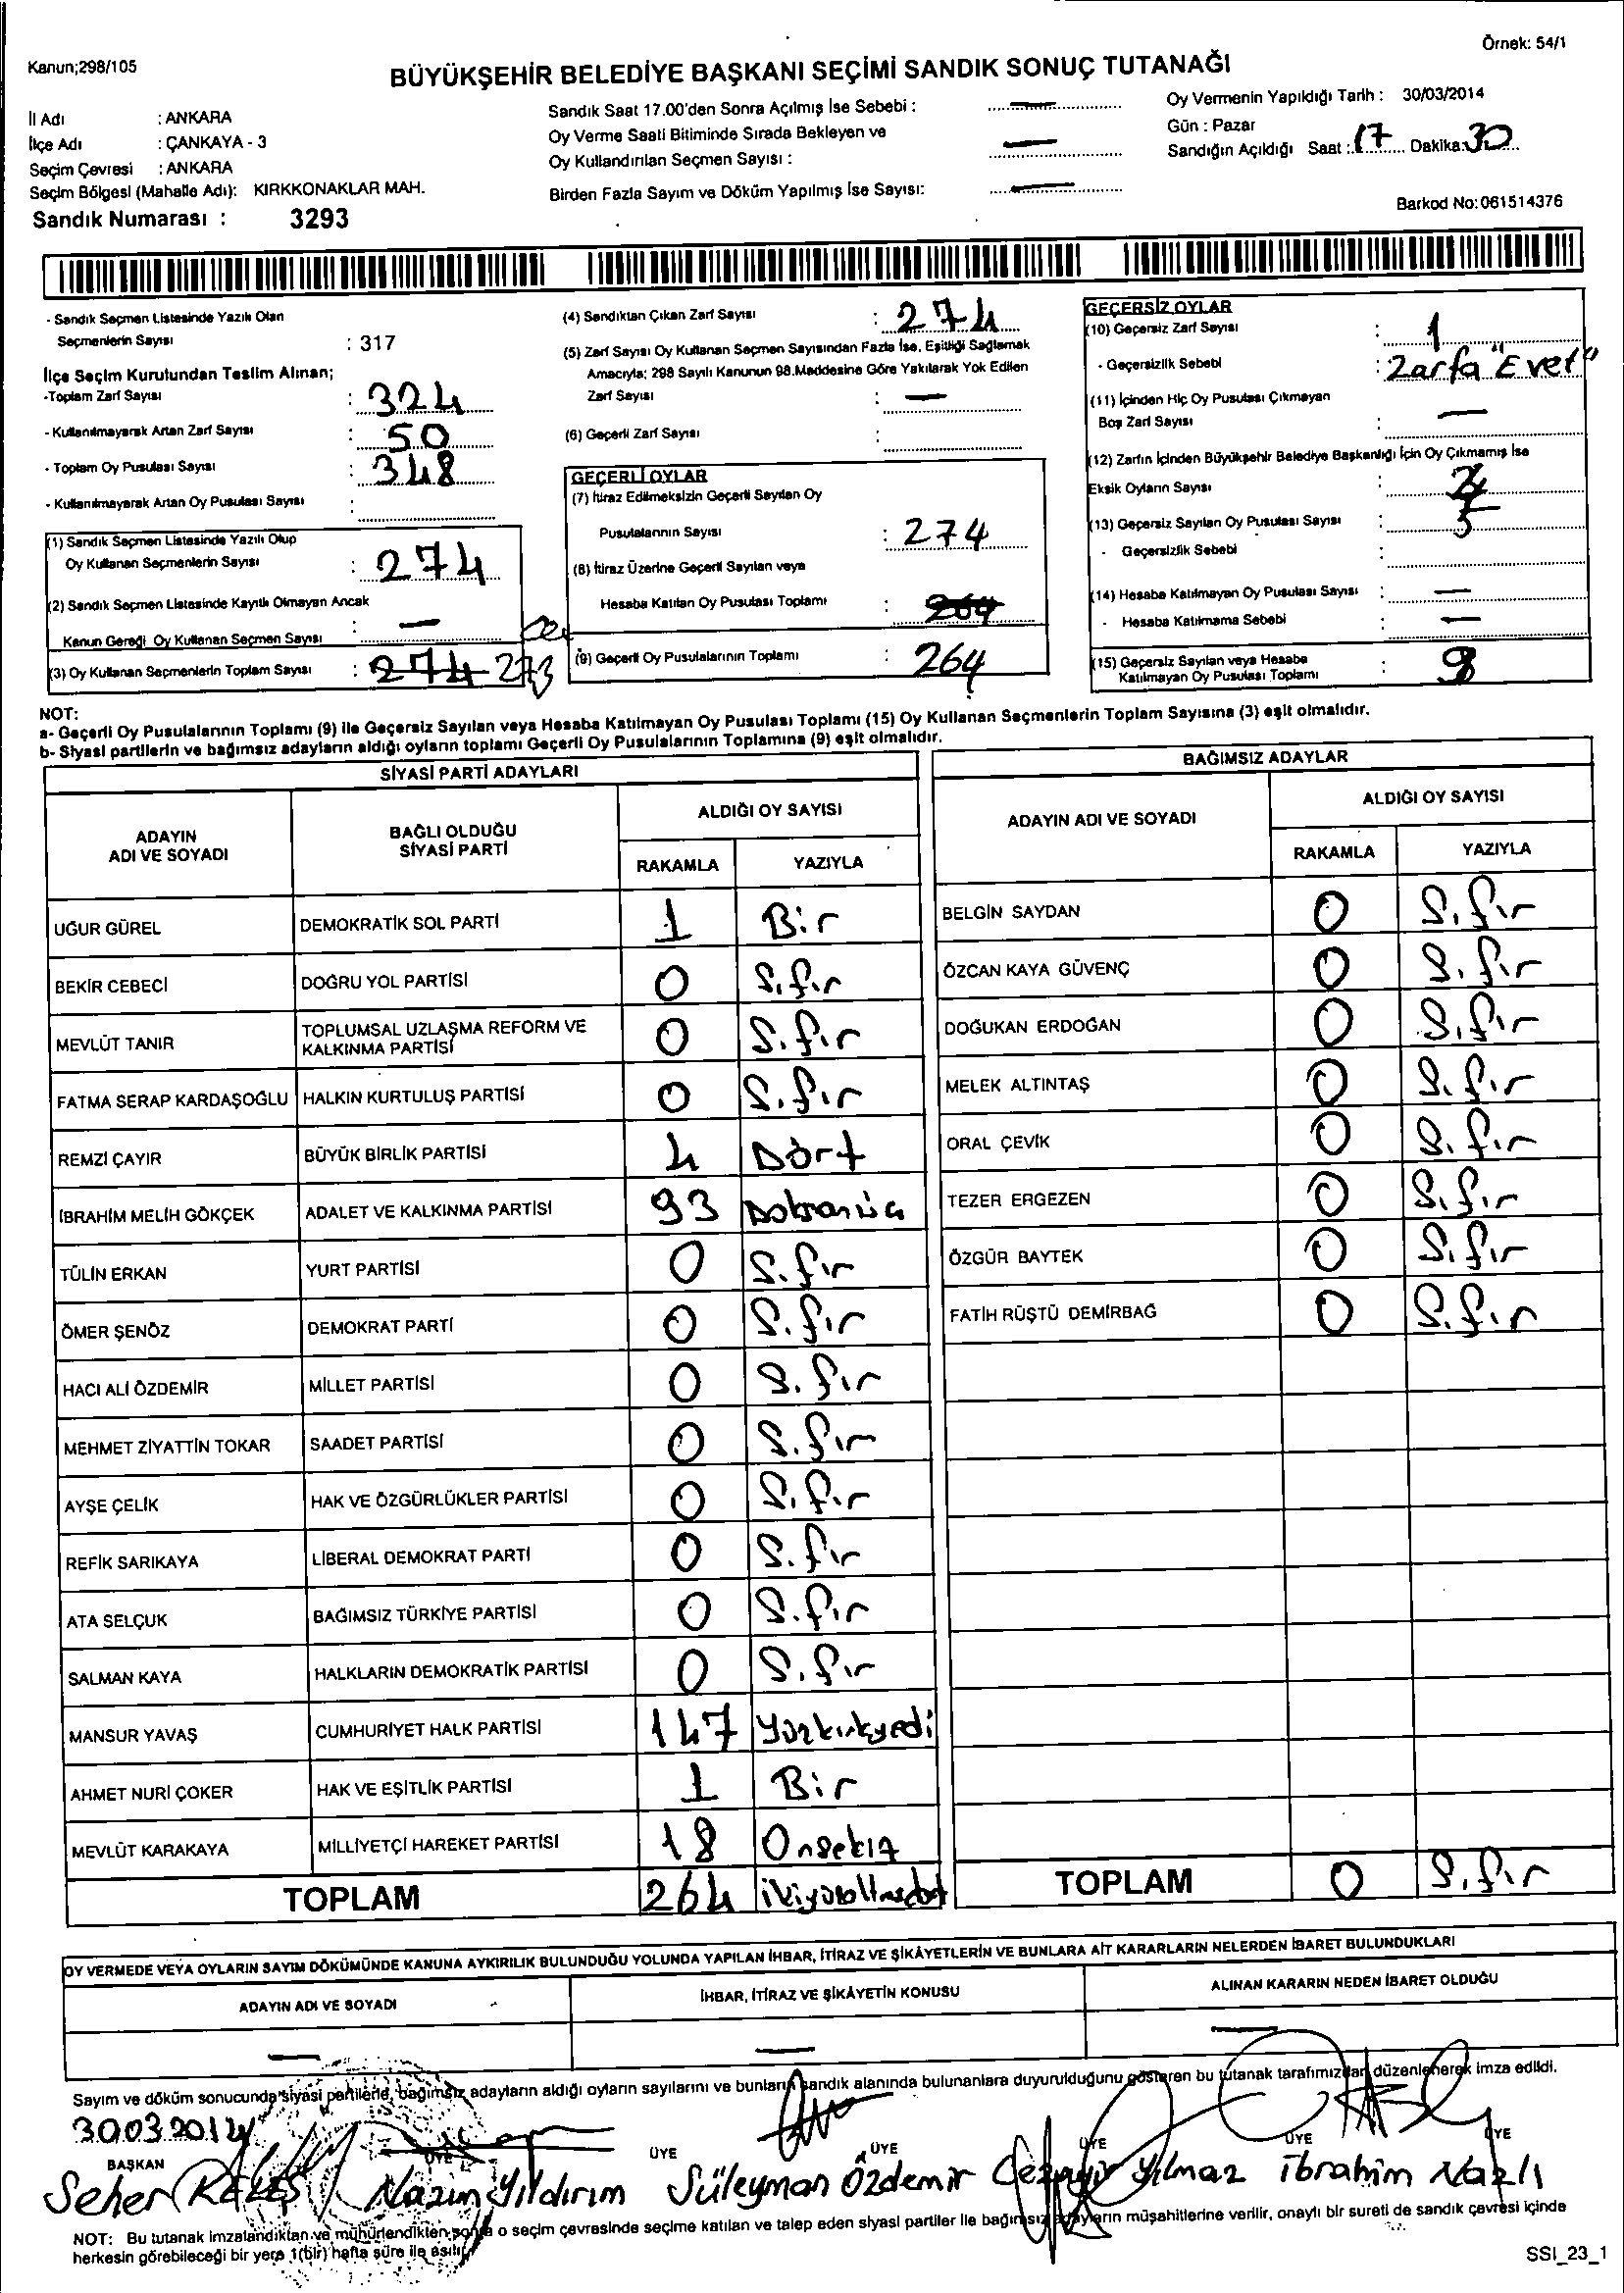 Örnek: 54/1
Kanun;298/105
BÜYÜKŞEHİR BELEDİYE BAŞKANI SEÇİMİ SANDIK SONUÇ TUTANAĞI
İl Adı : ANKARA
İlçe Adı : ÇANKAYA - 3
Seçim Çevresi : ANKARA
Seçim Bölgesi (Mahalle Adı): KIRKKONAKLAR MAH.
Sandık Numarası : 3293
Sandık Saat 17.00'den Sonra Açılmış İse Sebebi : —
Oy Verme Saati Bitiminde Sırada Bekleyen ve
Oy Kullandırılan Seçmen Sayısı : —
Birden Fazla Sayım ve Döküm Yapılmış İse Sayısı: —
Oy Vermenin Yapıldığı Tarih : 30/03/2014
Gün : Pazar
Sandığın Açıldığı Saat : 17 Dakika: 30
Barkod No: 061514376
- Sandık Seçmen Listesinde Yazılı Olan
Seçmenlerin Sayısı : 317
İlçe Seçim Kurulundan Teslim Alınan;
-Toplam Zarf Sayısı : 324
- Kullanılmayarak Artan Zarf Sayısı : 50
- Toplam Oy Pusulası Sayısı : 348
- Kullanılmayarak Artan Oy Pusulası Sayısı :
(1) Sandık Seçmen Listesinde Yazılı Olup
Oy Kullanan Seçmenlerin Sayısı : 274
(2) Sandık Seçmen Listesinde Kayıtlı Olmayan Ancak
Kanun Gereği Oy Kullanan Seçmen Sayısı : —
(3) Oy Kullanan Seçmenlerin Toplam Sayısı : 274 273
(4) Sandıktan Çıkan Zarf Sayısı : 274
(5) Zarf Sayısı Oy Kullanan Seçmen Sayısından Fazla İse, Eşitliği Sağlamak
Amacıyla; 298 Sayılı Kanunun 98.Maddesine Göre Yakılarak Yok Edilen
Zarf Sayısı : —
(6) Geçerli Zarf Sayısı :
GEÇERLİ OYLAR
(7) İtiraz Edilmeksizin Geçerli Sayılan Oy
Pusulalarının Sayısı : 274
(8) İtiraz Üzerine Geçerli Sayılan veya
Hesaba Katılan Oy Pusulası Toplamı : 264
(9) Geçerli Oy Pusulalarının Toplamı : 264
GEÇERSİZ OYLAR
(10) Geçersiz Zarf Sayısı : 1
- Geçersizlik Sebebi : Zarfa "Evet"
(11) İçinden Hiç Oy Pusulası Çıkmayan
Boş Zarf Sayısı : —
(12) Zarfın İçinden Büyükşehir Belediye Başkanlığı İçin Oy Çıkmamış İse
Eksik Oyların Sayısı :
(13) Geçersiz Sayılan Oy Pusulası Sayısı : 5
- Geçersizlik Sebebi :
(14) Hesaba Katılmayan Oy Pusulası Sayısı : —
- Hesaba Katılmama Sebebi : —
(15) Geçersiz Sayılan veya Hesaba
Katılmayan Oy Pusulası Toplamı : 9
NOT:
a- Geçerli Oy Pusulalarının Toplamı (9) ile Geçersiz Sayılan veya Hesaba Katılmayan Oy Pusulası Toplamı (15) Oy Kullanan Seçmenlerin Toplam Sayısına (3) eşit olmalıdır.
b- Siyasi partilerin ve bağımsız adayların aldığı oyların toplamı Geçerli Oy Pusulalarının Toplamına (9) eşit olmalıdır.
SİYASİ PARTİ ADAYLARI
ADAYIN ADI VE SOYADI BAĞLI OLDUĞU SİYASİ PARTİ ALDIĞI OY SAYISI
RAKAMLA YAZIYLA
UĞUR GÜREL DEMOKRATİK SOL PARTİ 1 Bir
BEKİR CEBECİ DOĞRU YOL PARTİSİ 0 Sıfır
MEVLÜT TANIR TOPLUMSAL UZLAŞMA REFORM VE KALKINMA PARTİSİ 0 Sıfır
FATMA SERAP KARDAŞOĞLU HALKIN KURTULUŞ PARTİSİ 0 Sıfır
REMZİ ÇAYIR BÜYÜK BİRLİK PARTİSİ 4 Dört
İBRAHİM MELİH GÖKÇEK ADALET VE KALKINMA PARTİSİ 93 Doksanüç
TÜLİN ERKAN YURT PARTİSİ 0 Sıfır
ÖMER ŞENÖZ DEMOKRAT PARTİ 0 Sıfır
HACI ALİ ÖZDEMİR MİLLET PARTİSİ 0 Sıfır
MEHMET ZİYATTİN TOKAR SAADET PARTİSİ 0 Sıfır
AYŞE ÇELİK HAK VE ÖZGÜRLÜKLER PARTİSİ 0 Sıfır
REFİK SARIKAYA LİBERAL DEMOKRAT PARTİ 0 Sıfır
ATA SELÇUK BAĞIMSIZ TÜRKİYE PARTİSİ 0 Sıfır
SALMAN KAYA HALKLARIN DEMOKRATİK PARTİSİ 0 Sıfır
MANSUR YAVAŞ CUMHURİYET HALK PARTİSİ 147 Yüzkırkyedi
AHMET NURİ ÇOKER HAK VE EŞİTLİK PARTİSİ 1 Bir
MEVLÜT KARAKAYA MİLLİYETÇİ HAREKET PARTİSİ 18 Onsekiz
TOPLAM 264 ikiyüzaltmışdört
BAĞIMSIZ ADAYLAR
ADAYIN ADI VE SOYADI ALDIĞI OY SAYISI
RAKAMLA YAZIYLA
BELGİN SAYDAN 0 Sıfır
ÖZCAN KAYA GÜVENÇ 0 Sıfır
DOĞUKAN ERDOĞAN 0 Sıfır
MELEK ALTINTAŞ 0 Sıfır
ORAL ÇEVİK 0 Sıfır
TEZER ERGEZEN 0 Sıfır
ÖZGÜR BAYTEK 0 Sıfır
FATİH RÜŞTÜ DEMİRBAĞ 0 Sıfır
TOPLAM 0 Sıfır
OY VERMEDE VEYA OYLARIN SAYIM DÖKÜMÜNDE KANUNA AYKIRILIK BULUNDUĞU YOLUNDA YAPILAN İHBAR, İTİRAZ VE ŞİKÂYETLERİN VE BUNLARA AİT KARARLARIN NELERDEN İBARET BULUNDUKLARI
ADAYIN ADI VE SOYADI İHBAR, İTİRAZ VE ŞİKÂYETİN KONUSU ALINAN KARARIN NEDEN İBARET OLDUĞU
— — —
Sayım ve döküm sonucunda siyasi partilerle, bağımsız adayların aldığı oyların sayılarını ve bunların sandık alanında bulunanlara duyurulduğunu gösteren bu tutanak tarafımızdan düzenlenerek imza edildi.
30.03.2014
BAŞKAN ÜYE ÜYE ÜYE ÜYE ÜYE
Seher KELEŞ Nazım Yıldırım Süleyman Özdemir Cezayir Yılmaz ibrahim Nazlı
NOT: Bu tutanak imzalandıktan ve mühürlendikten sonra o seçim çevresinde seçime katılan ve talep eden siyasi partiler ile bağımsız adayların müşahitlerine verilir, onaylı bir sureti de sandık çevresi içinde
herkesin görebileceği bir yere 1(bir) hafta süre ile asılır.
SSI_23_1